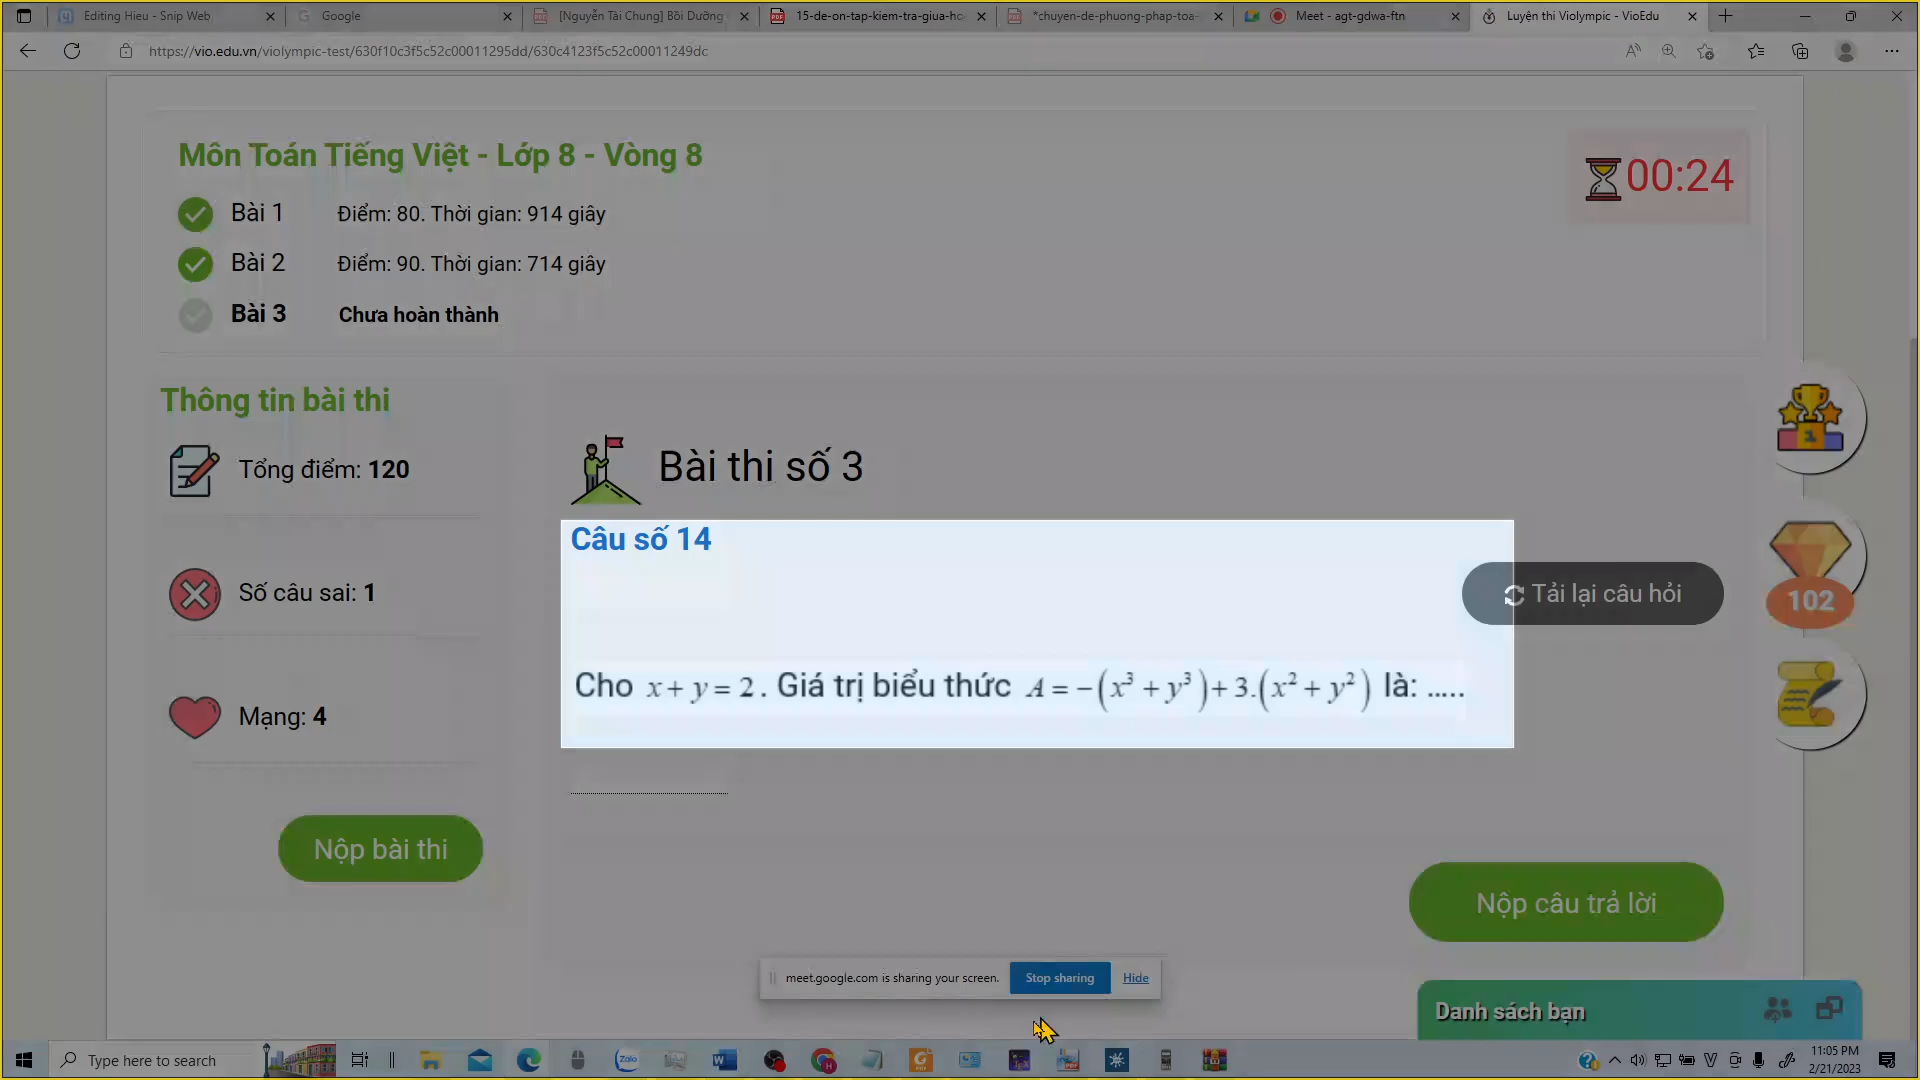 Editing Hieu - Snip Web
Google
[Nguyễn Tài Chung] Bồi Dưỡng
15-de-on-tap-kiem-tra-giua-ho
*chuyen-de-phuong-phap-toa-
Meet - agt-gdwa-ftn
Luyện thi Violympic - VioEdu
https://vio.edu.vn/violympic-test/630f10c3f5c52c00011295dd/630c4123f5c52c00011249dc
Môn Toán Tiếng Việt - Lớp 8 - Vòng 8
00:24
Bài 1 Điểm: 80. Thời gian: 914 giây
Bài 2 Điểm: 90. Thời gian: 714 giây
Bài 3 Chưa hoàn thành
Thông tin bài thi
Tổng điểm: 120
Số câu sai: 1
Mạng: 4
Nộp bài thi
Bài thi số 3
Câu số 14
Tải lại câu hỏi
Cho x + y = 2. Giá trị biểu thức A = −(x³ + y³) + 3.(x² + y²) là: .....
Nộp câu trả lời
1
102
meet.google.com is sharing your screen.
Stop sharing
Hide
Danh sách bạn
Type here to search
Zalo
11:05 PM
2/21/2023